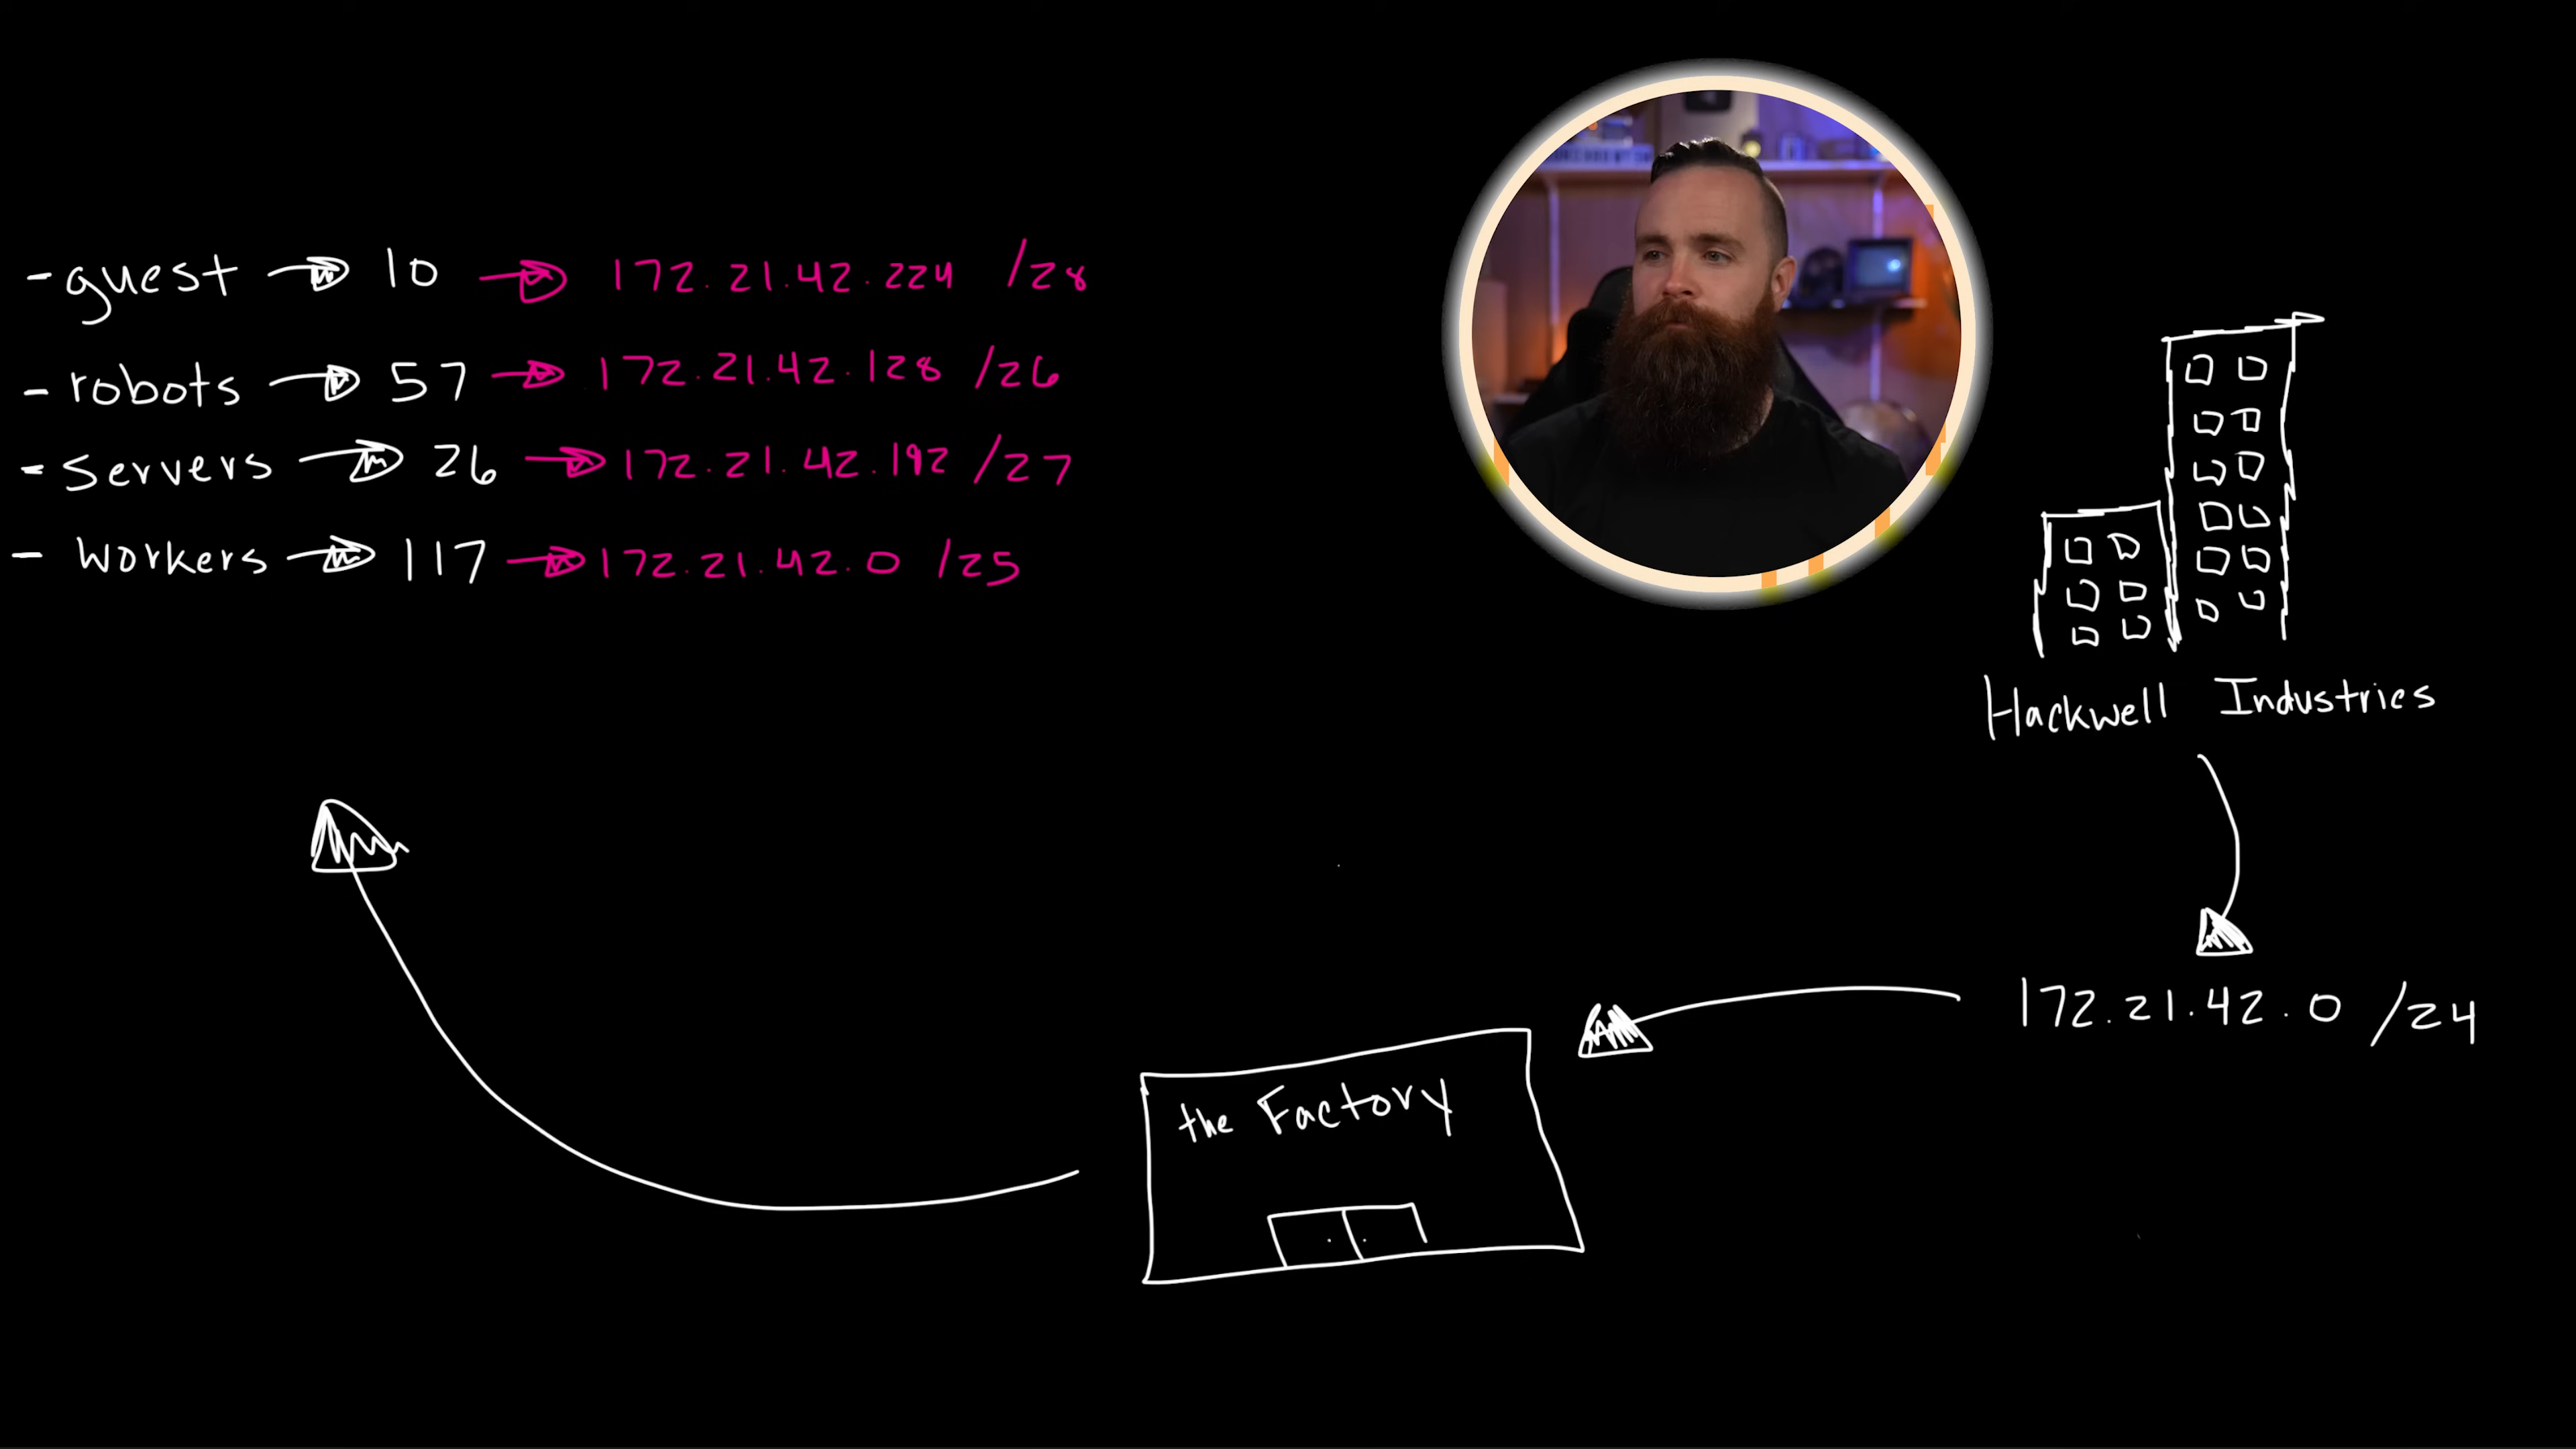 - guest → 10 → 172.21.42.224 /28
- robots → 57 → 172.21.42.128 /26
- servers → 26 → 172.21.42.192 /27
- workers → 117 → 172.21.42.0 /25
Hackwell Industries
172.21.42.0 /24
the Factory